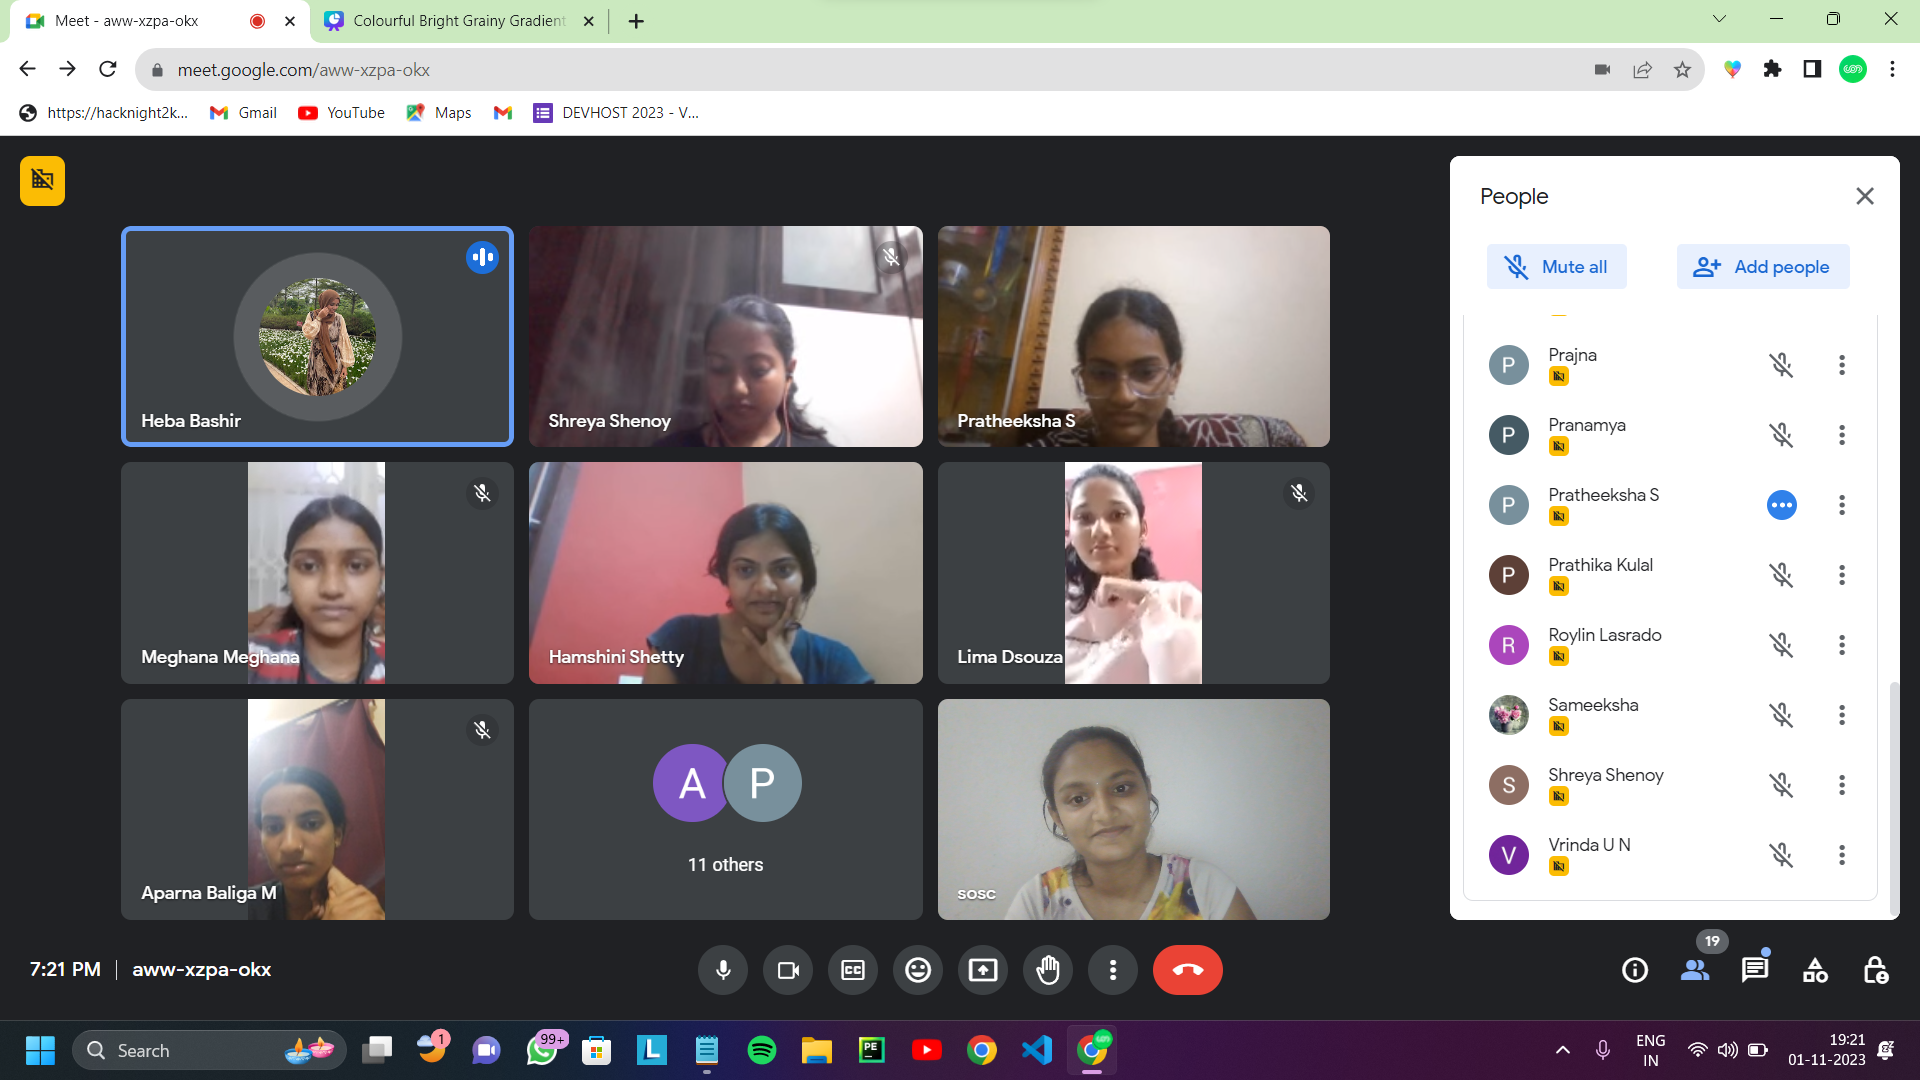 Meet - aww-xzpa-okx
Colourful Bright Grainy Gradient
meet.google.com/aww-xzpa-okx
https://hacknight2k...
Gmail
YouTube
Maps
DEVHOST 2023 - V...
People
Mute all
Add people
Heba Bashir
Shreya Shenoy
Pratheeksha S
Meghana Meghana
Hamshini Shetty
Lima Dsouza
Aparna Baliga M
A
P
11 others
sosc
P
Prajna
P
Pranamya
P
Pratheeksha S
P
Prathika Kulal
R
Roylin Lasrado
Sameeksha
S
Shreya Shenoy
V
Vrinda U N
7:21 PM
aww-xzpa-okx
CC
19
Search
1
99+
L
PE
ENG
IN
19:21
01-11-2023